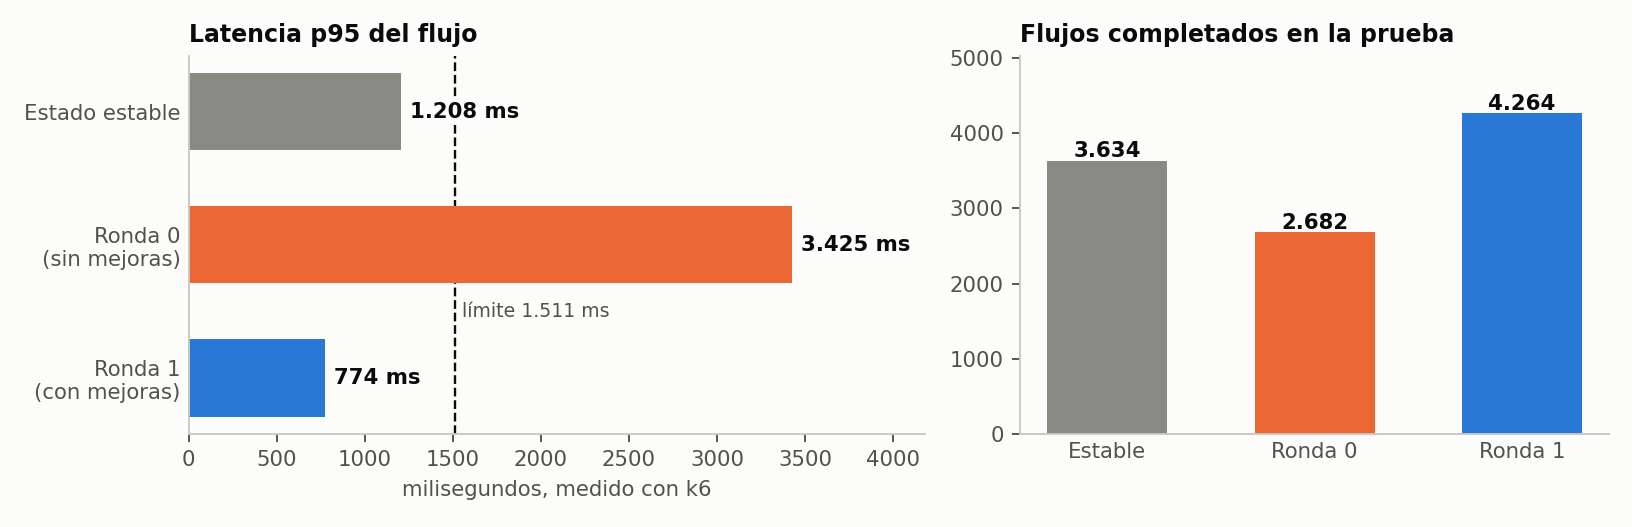 Latencia p95 del flujo
Estado estable
1.208 ms
Ronda 0
(sin mejoras)
3.425 ms
límite 1.511 ms
Ronda 1
(con mejoras)
774 ms
0 500 1000 1500 2000 2500 3000 3500 4000
milisegundos, medido con k6
Flujos completados en la prueba
5000
4000
3000
2000
1000
0
3.634
2.682
4.264
Estable Ronda 0 Ronda 1